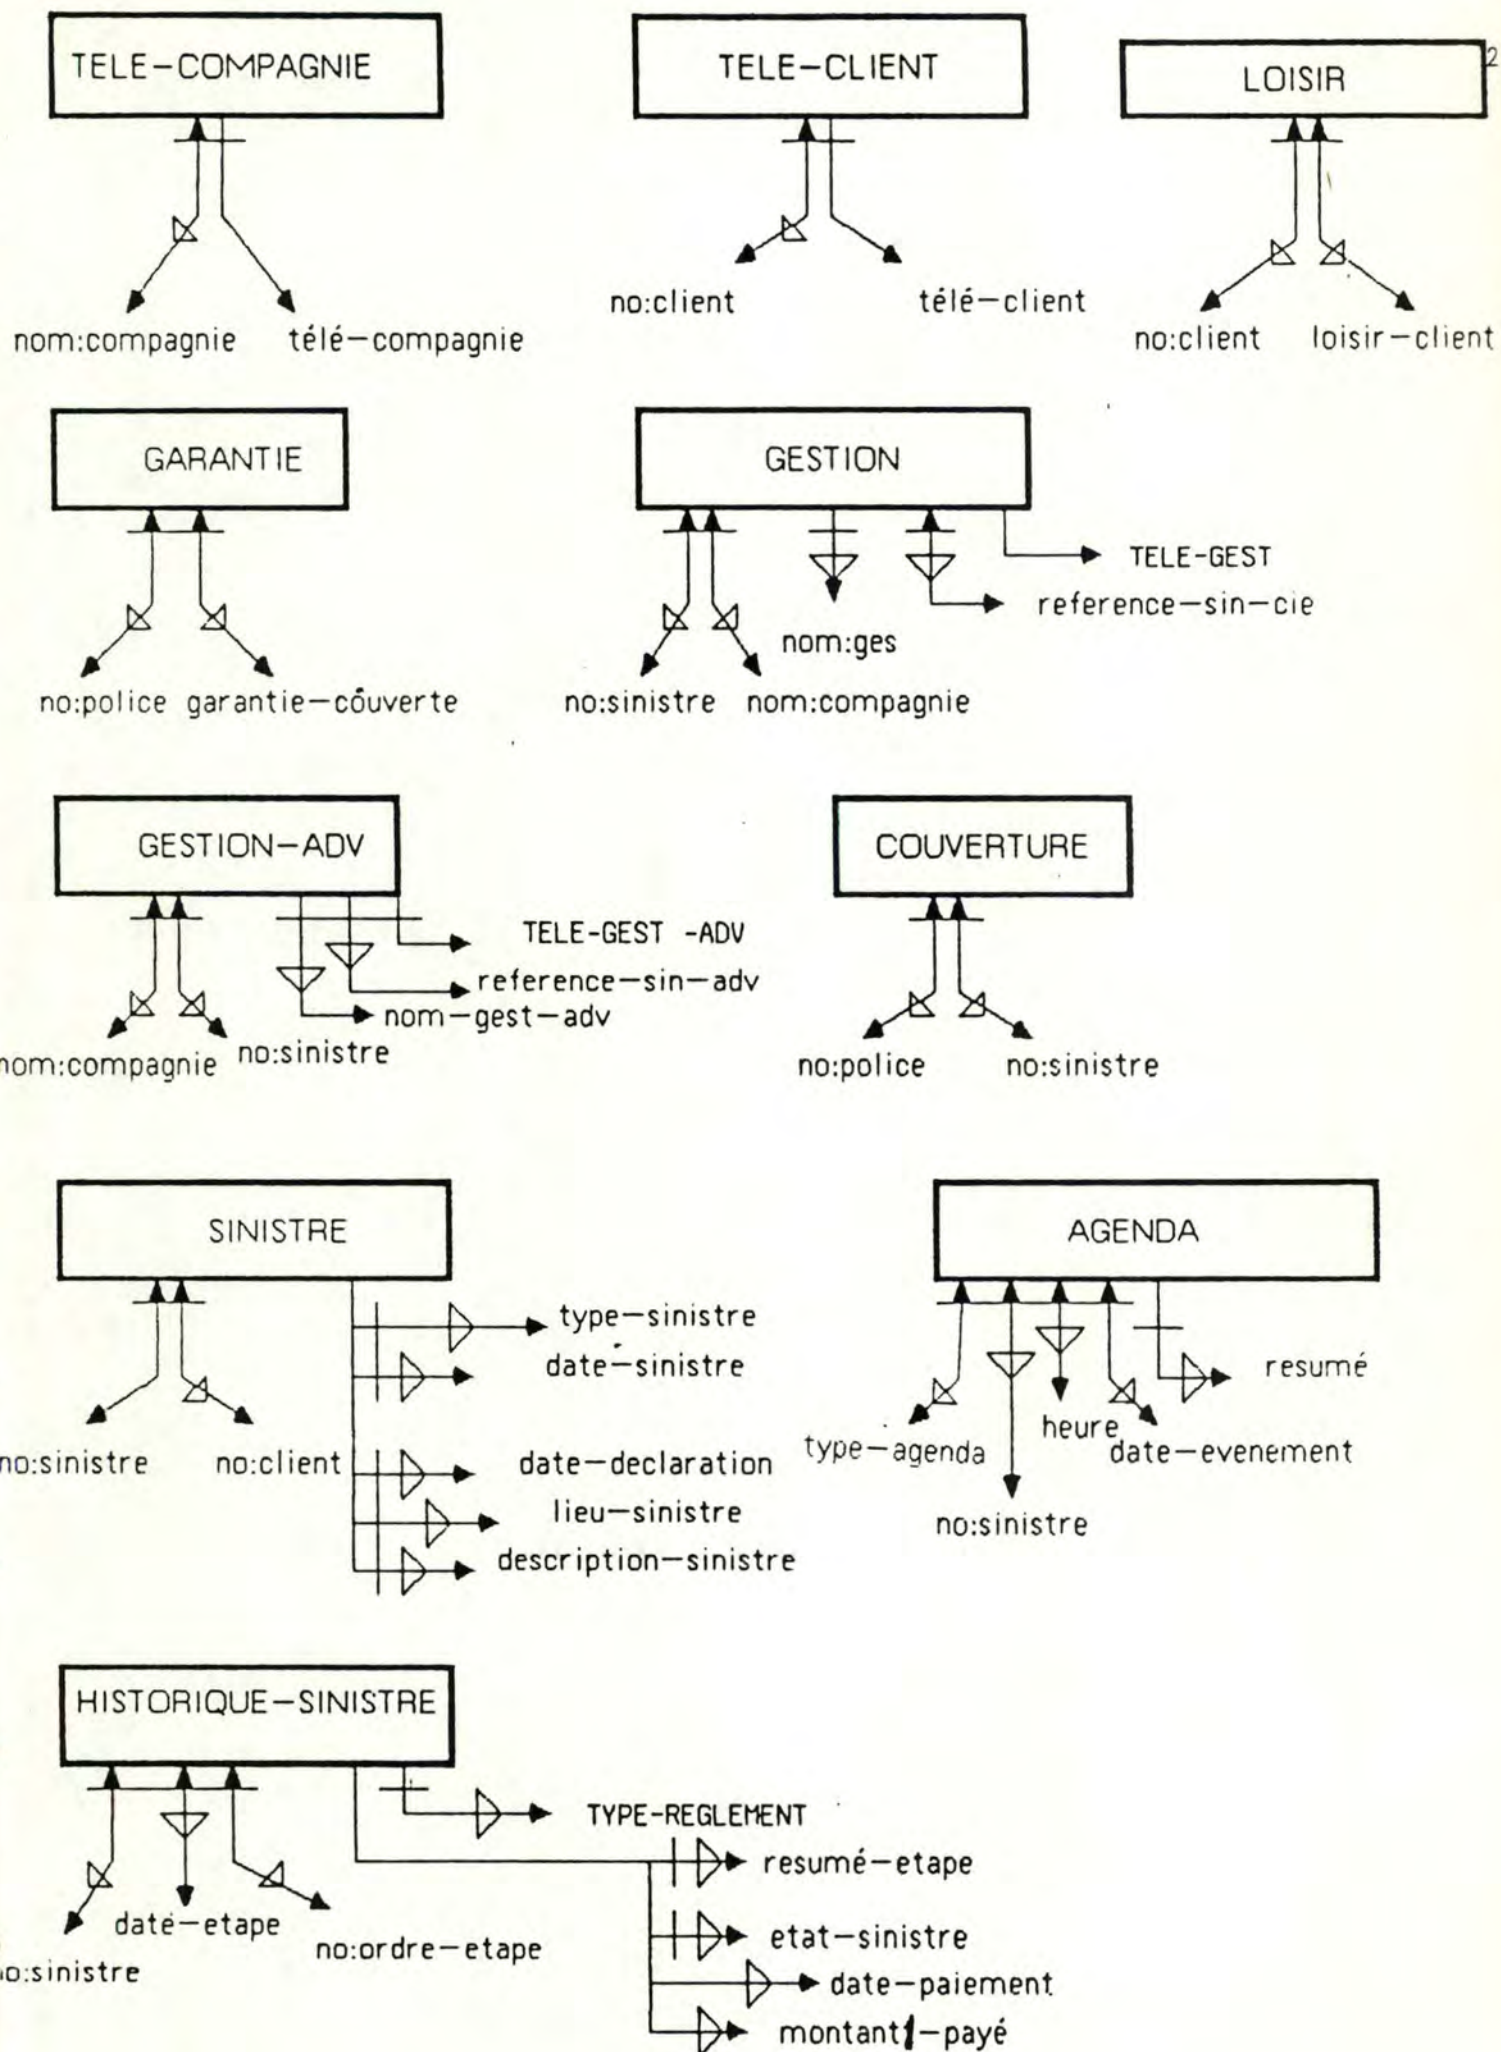 TELE-COMPAGNIE
nom:compagnie
télé-compagnie
TELE-CLIENT
no:client
télé-client
LOISIR
2
no:client
loisir-client
GARANTIE
no:police
garantie-couverte
GESTION
TELE-GEST
reference-sin-cie
nom:ges
no:sinistre
nom:compagnie
GESTION-ADV
TELE-GEST -ADV
reference-sin-adv
nom-gest-adv
nom:compagnie
no:sinistre
COUVERTURE
no:police
no:sinistre
SINISTRE
type-sinistre
date-sinistre
no:sinistre
no:client
date-declaration
lieu-sinistre
description-sinistre
AGENDA
resumé
heure
type-agenda
date-evenement
no:sinistre
HISTORIQUE-SINISTRE
TYPE-REGLEMENT
resumé-etape
date-etape
etat-sinistre
no:ordre-etape
no:sinistre
date-paiement
montant-payé